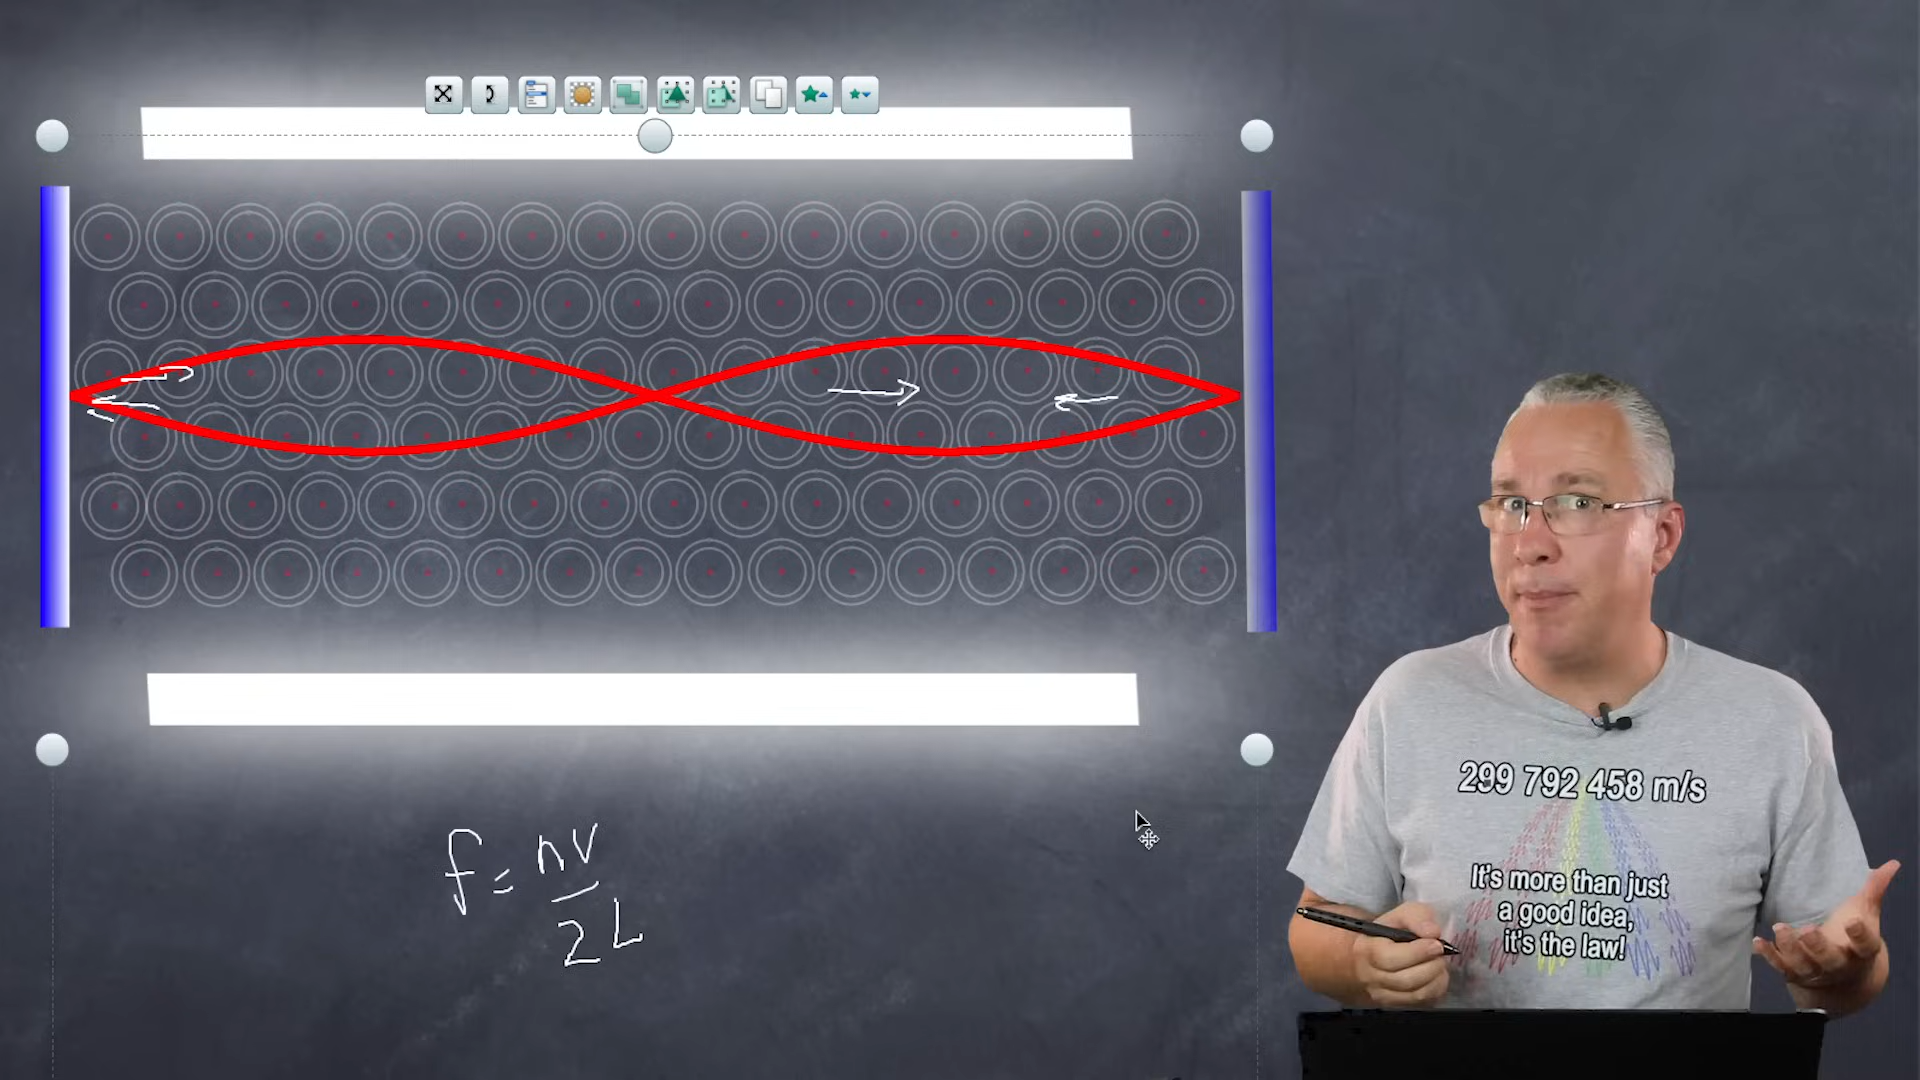 f = nv
2L
299 792 458 m/s
It's more than just
a good idea,
it's the law!